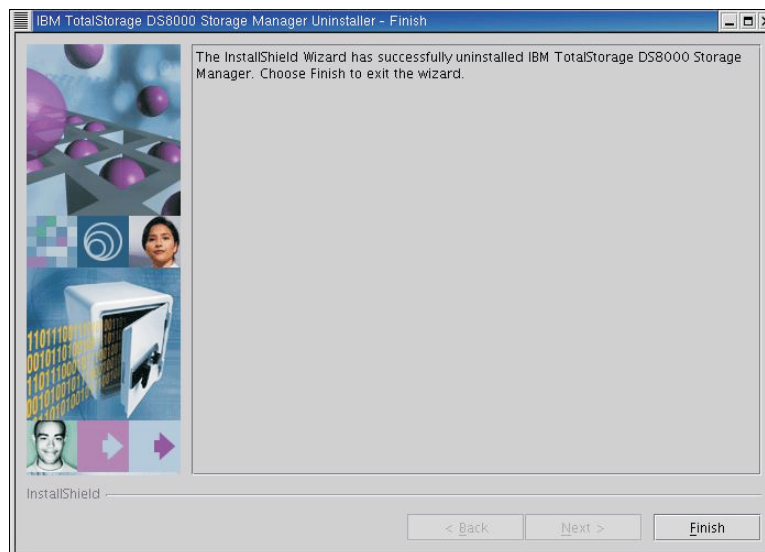 IBM TotalStorage DS8000 Storage Manager Uninstaller - Finish
The InstallShield Wizard has successfully uninstalled IBM TotalStorage DS8000 Storage
Manager. Choose Finish to exit the wizard.
InstallShield
< Back
Next >
Finish